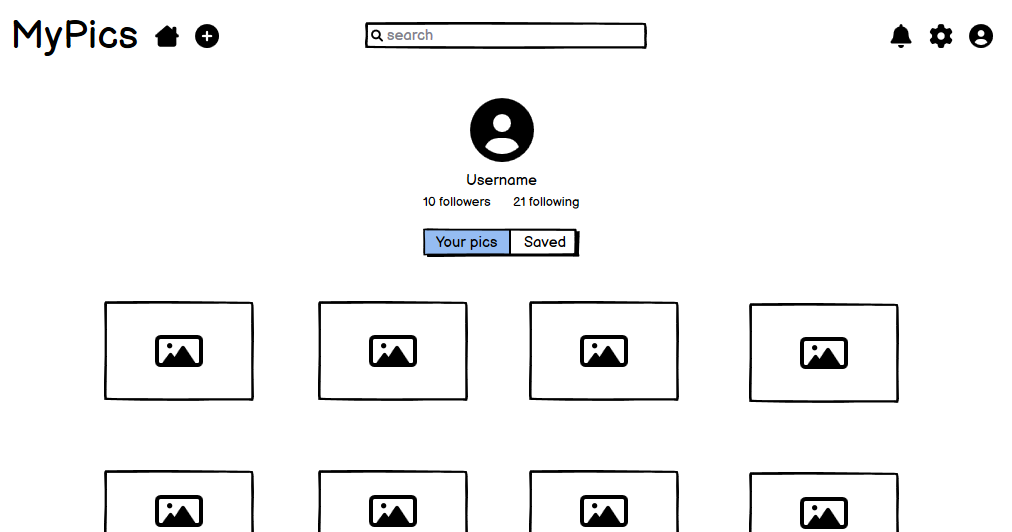 MyPics
search
Username
10 followers 21 following
Your pics Saved